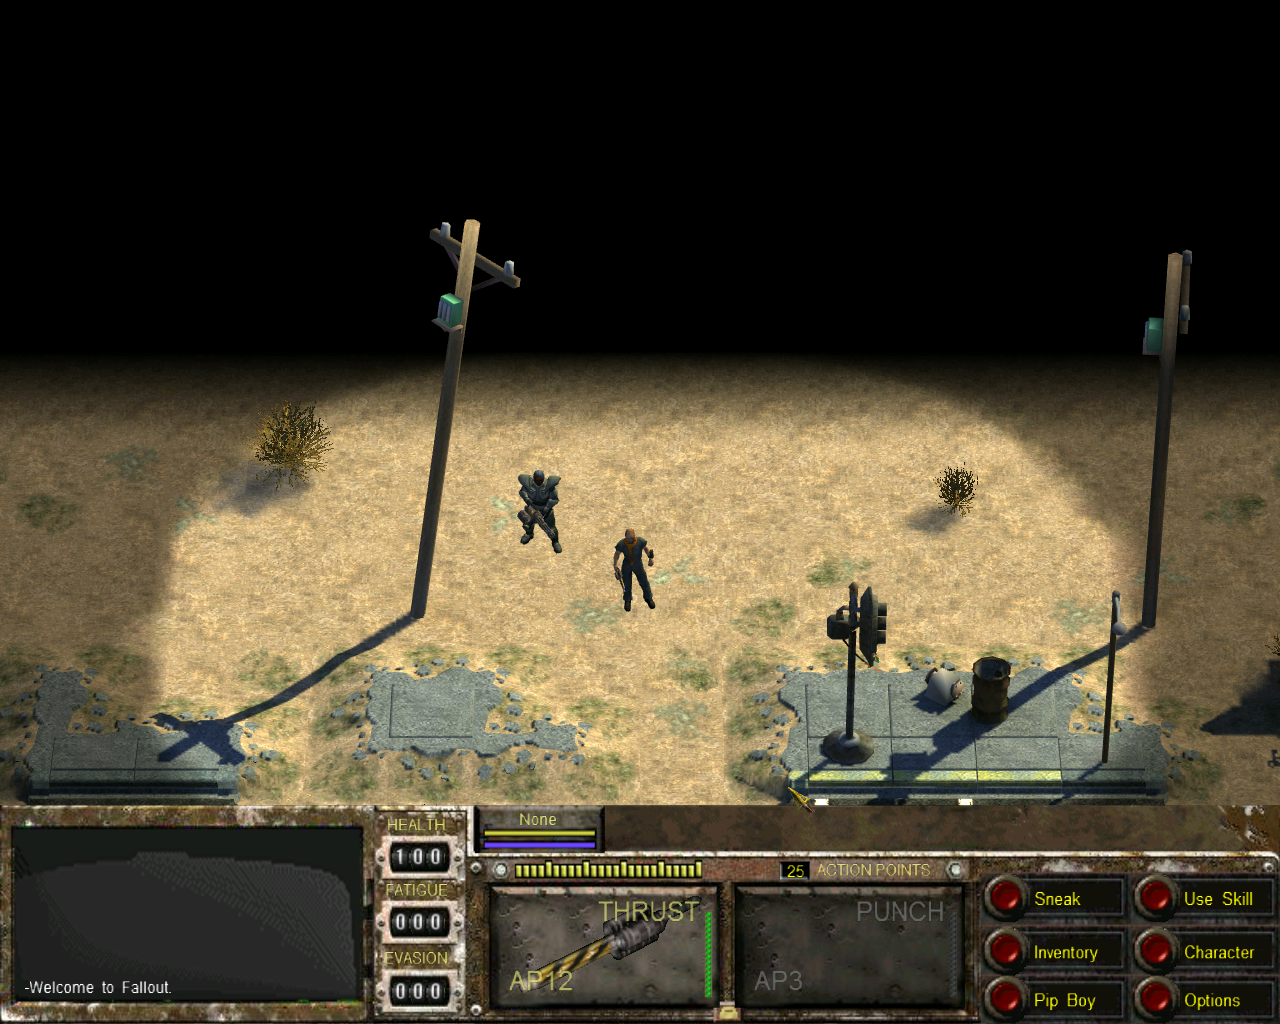 -Welcome to Fallout.
HEALTH
100
FATIGUE
000
EVASION
000
None
25 ACTION POINTS
THRUST
AP12
PUNCH
AP3
Sneak
Use Skill
Inventory
Character
Pip Boy
Options